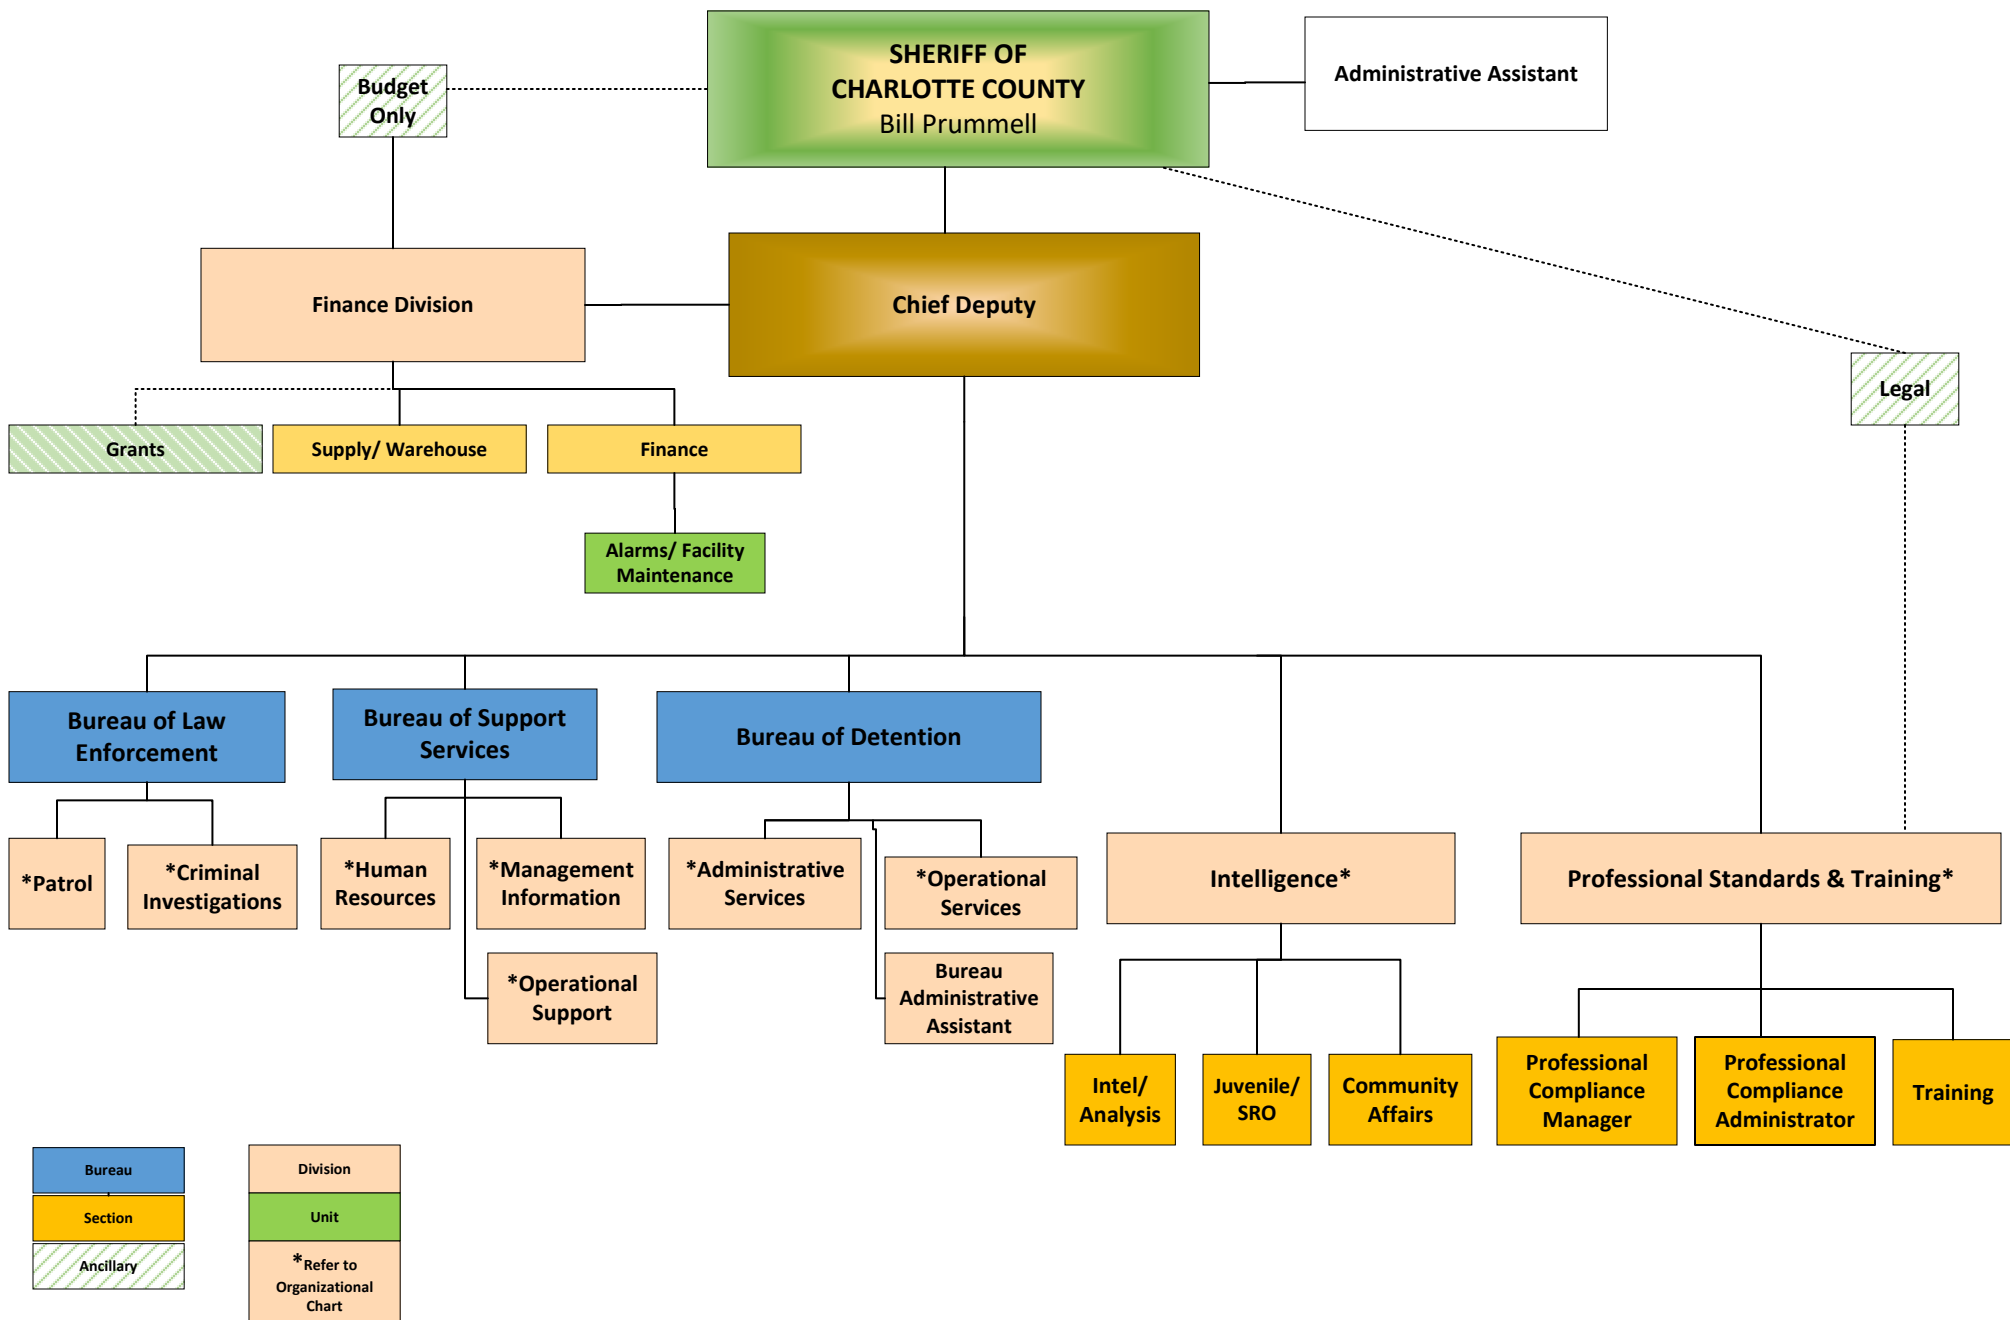 SHERIFF OF
CHARLOTTE COUNTY
Bill Prummell
Administrative Assistant
Budget
Only
Finance Division
Chief Deputy
Legal
Grants
Supply/ Warehouse
Finance
Alarms/ Facility
Maintenance
Bureau of Law
Enforcement
Bureau of Support
Services
Bureau of Detention
*Patrol
*Criminal
Investigations
*Human
Resources
*Management
Information
*Operational
Support
*Administrative
Services
*Operational
Services
Bureau
Administrative
Assistant
Intelligence*
Professional Standards & Training*
Intel/
Analysis
Juvenile/
SRO
Community
Affairs
Professional
Compliance
Manager
Professional
Compliance
Administrator
Training
Bureau
Section
Ancillary
Division
Unit
*Refer to
Organizational
Chart